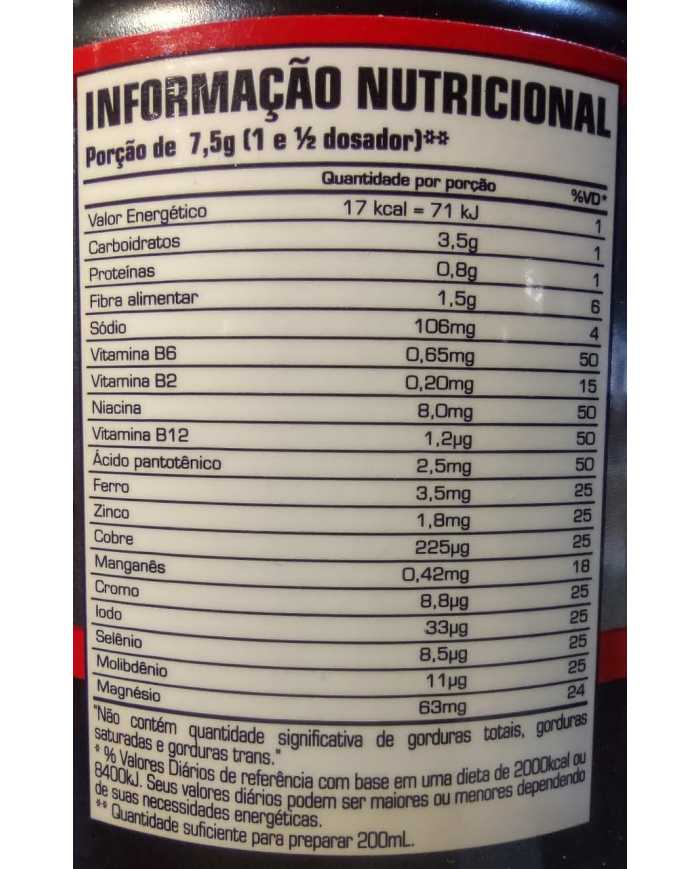 INFORMAÇÃO NUTRICIONAL
Porção de 7,5g (1 e ½ dosador)**
Quantidade por porção %VD*
Valor Energético 17 kcal = 71 kJ 1
Carboidratos 3,5g 1
Proteínas 0,8g 1
Fibra alimentar 1,5g 6
Sódio 106mg 4
Vitamina B6 0,65mg 50
Vitamina B2 0,20mg 15
Niacina 8,0mg 50
Vitamina B12 1,2µg 50
Ácido pantotênico 2,5mg 50
Ferro 3,5mg 25
Zinco 1,8mg 25
Cobre 225µg 25
Manganês 0,42mg 18
Cromo 8,8µg 25
Iodo 33µg 25
Selênio 8,5µg 25
Molibdênio 11µg 25
Magnésio 63mg 24
"Não contém quantidade significativa de gorduras totais, gorduras
saturadas e gorduras trans."
* % Valores Diários de referência com base em uma dieta de 2000kcal ou
8400kJ. Seus valores diários podem ser maiores ou menores dependendo
de suas necessidades energéticas.
** Quantidade suficiente para preparar 200mL.